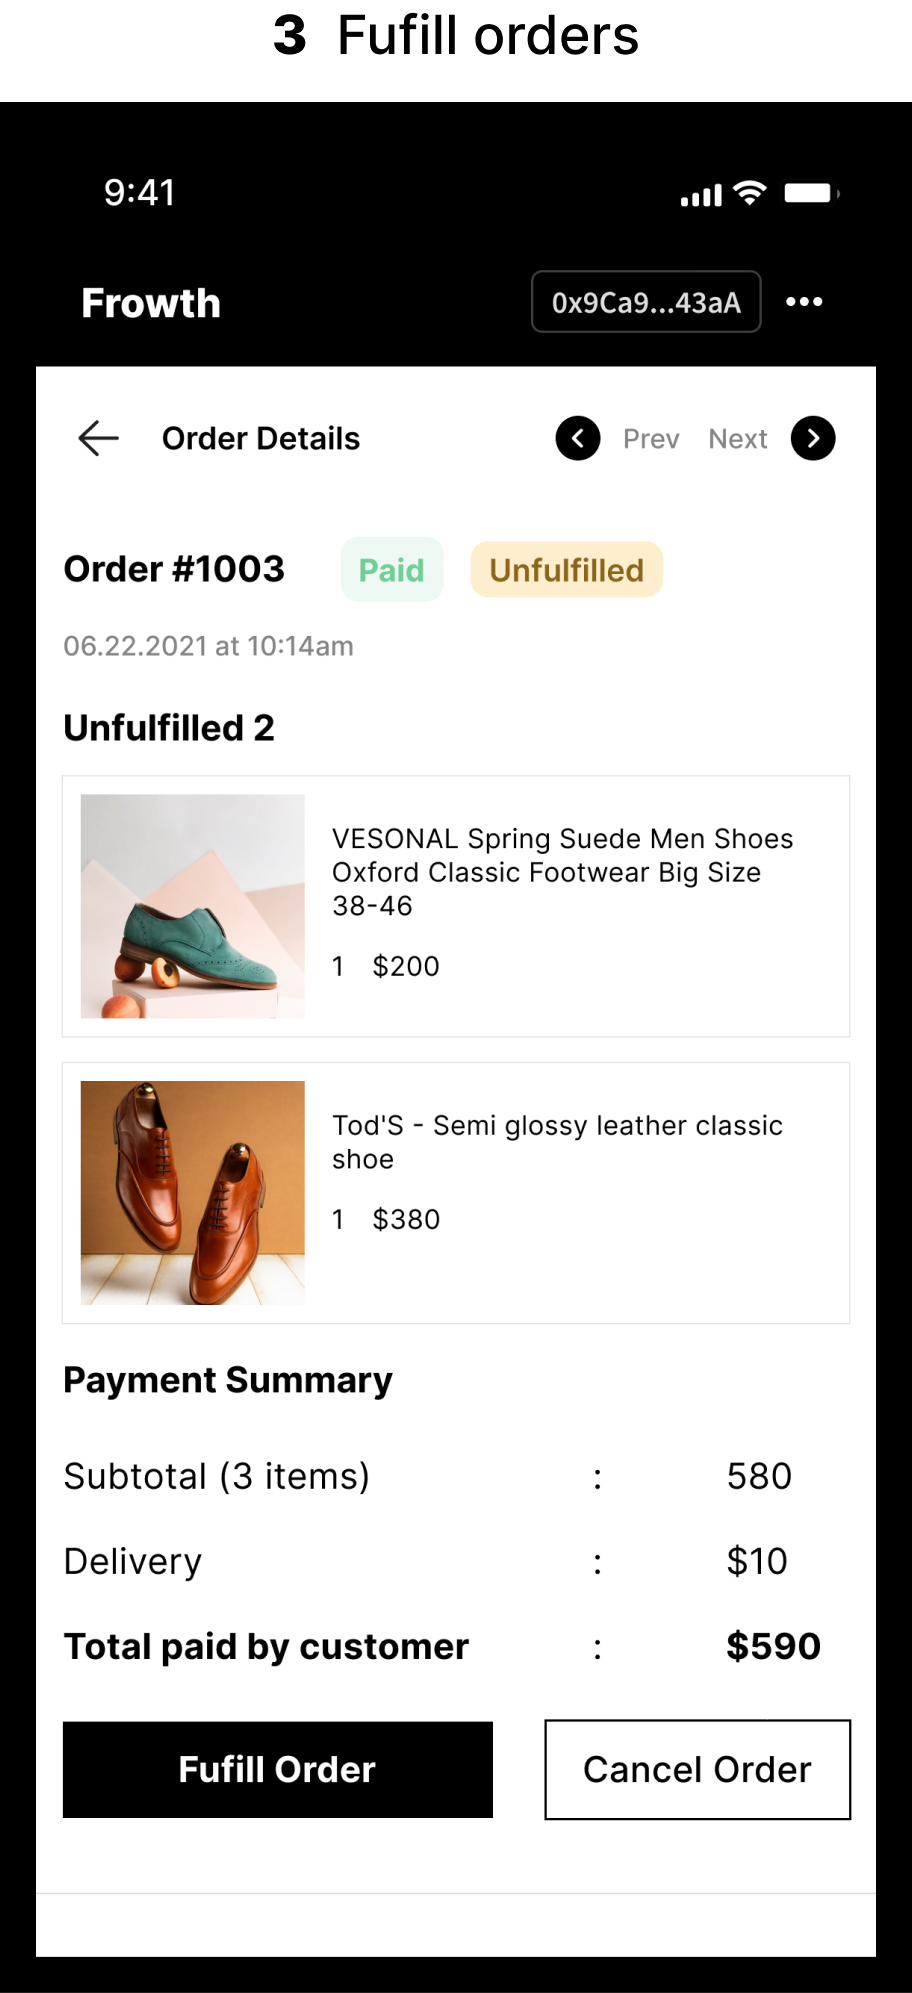 3 Fufill orders
9:41
Frowth
0x9Ca9...43aA
Order Details
Prev Next
Order #1003 Paid Unfulfilled
06.22.2021 at 10:14am
Unfulfilled 2
VESONAL Spring Suede Men Shoes
Oxford Classic Footwear Big Size
38-46
1 $200
Tod'S - Semi glossy leather classic
shoe
1 $380
Payment Summary
Subtotal (3 items) : 580
Delivery : $10
Total paid by customer : $590
Fufill Order
Cancel Order